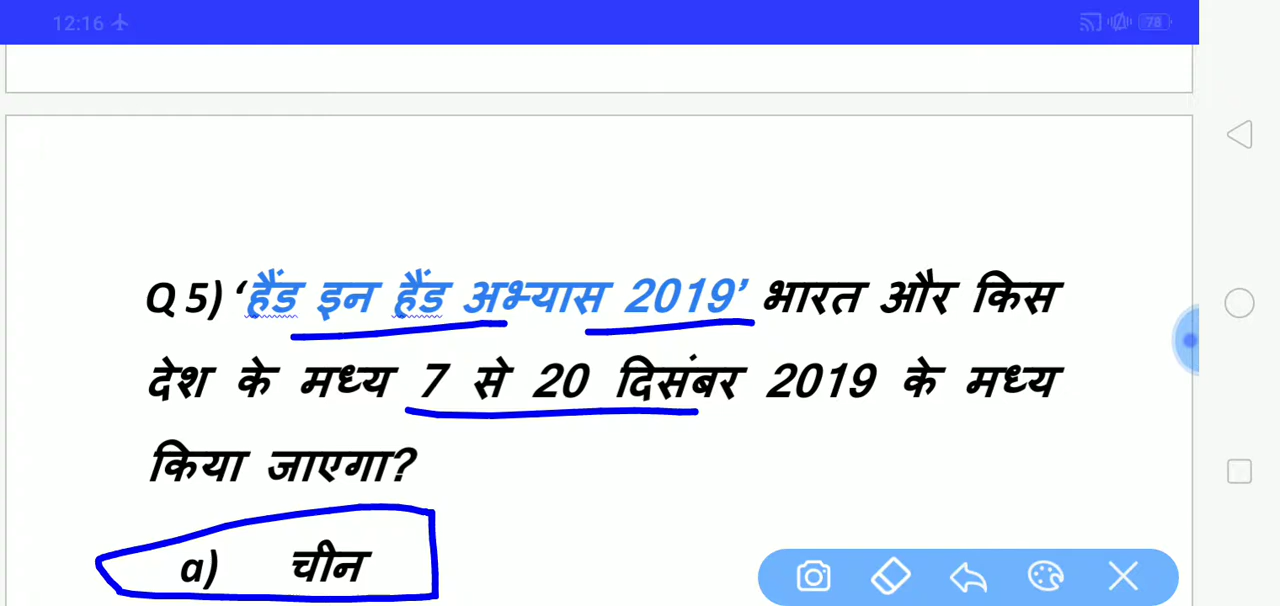 12:16
78
Q 5) ‘हैंड इन हैंड अभ्यास 2019’ भारत और किस
देश के मध्य 7 से 20 दिसंबर 2019 के मध्य
किया जाएगा?
a) चीन